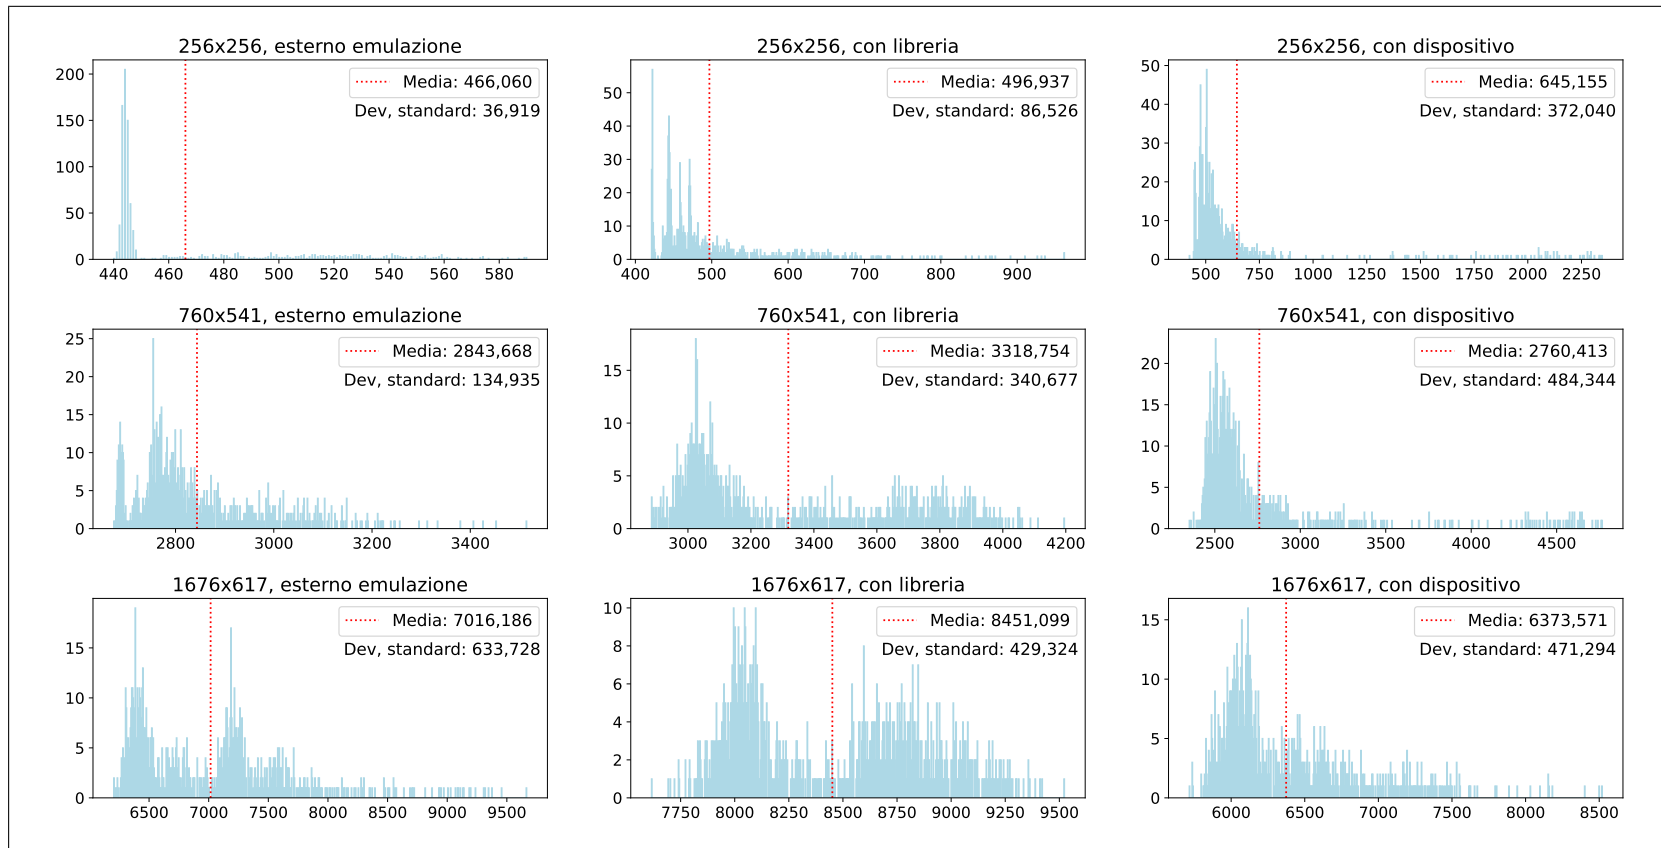 256x256, esterno emulazione
Media: 466,060
Dev, standard: 36,919
200
150
100
50
0
440 460 480 500 520 540 560 580
256x256, con libreria
Media: 496,937
Dev, standard: 86,526
50
40
30
20
10
0
400 500 600 700 800 900
256x256, con dispositivo
Media: 645,155
Dev, standard: 372,040
50
40
30
20
10
0
500 750 1000 1250 1500 1750 2000 2250
760x541, esterno emulazione
Media: 2843,668
Dev, standard: 134,935
25
20
15
10
5
0
2800 3000 3200 3400
760x541, con libreria
Media: 3318,754
Dev, standard: 340,677
15
10
5
0
3000 3200 3400 3600 3800 4000 4200
760x541, con dispositivo
Media: 2760,413
Dev, standard: 484,344
20
15
10
5
0
2500 3000 3500 4000 4500
1676x617, esterno emulazione
Media: 7016,186
Dev, standard: 633,728
15
10
5
0
6500 7000 7500 8000 8500 9000 9500
1676x617, con libreria
Media: 8451,099
Dev, standard: 429,324
10
8
6
4
2
0
7750 8000 8250 8500 8750 9000 9250 9500
1676x617, con dispositivo
Media: 6373,571
Dev, standard: 471,294
15
10
5
0
6000 6500 7000 7500 8000 8500